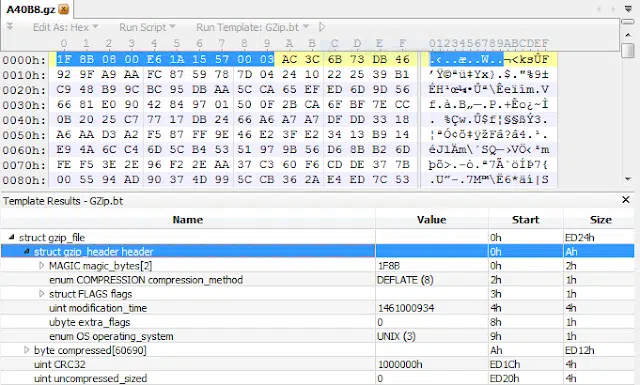 A40BB.gz
Edit As: Hex Run Script Run Template: GZip.bt
0 1 2 3 4 5 6 7 8 9 A B C D E F 0123456789ABCDEF
0000h: 1F 8B 08 00 E6 1A 15 57 00 03 AC 3C 6B 73 DB 46 .‹..æ..W..¬<ksÛF
0010h: 92 9F A9 AA FC 87 59 78 7D 04 24 10 22 25 39 B1 ’Ÿ©ªü‡Yx}.$."%9±
0020h: C9 48 B9 9C BC 95 DB AA 5C CA 65 EF ED 6D 9D 56 ÉH¹œ¼•Ûª\Êeïím.V
0030h: 66 81 E0 90 42 84 97 01 50 0F 2B CA 6F BF 7E CC f.à.B„—.P.+Êo¿~Ì
0040h: 0B 20 25 C7 77 17 DB 24 66 A6 A7 A7 DF DD 33 18 . %Çw.Û$f¦§§ßÝ3.
0050h: A6 AA D3 A2 F5 87 FF 9E 46 E2 3F E2 34 13 B9 14 ¦ªÓ¢õ‡ÿžFâ?â4.¹.
0060h: E9 4A 6C C4 6D 5C B4 53 51 97 9B 56 D6 8B B2 6D éJlÄm\´SQ—›VÖ‹²m
0070h: FE F5 3E 2E 96 F2 2E AA 37 C3 60 F6 CD DE 37 7B þõ>.–ò.ª7Ã`öÍÞ7{
0080h: 00 55 94 AD 90 37 4D 99 5C CB 36 2A E4 ED 7C 53 .U”-.7M™\Ë6*äí|S
Template Results - GZip.bt
Name Value Start Size
struct gzip_file 0h ED24h
struct gzip_header header 0h Ah
MAGIC magic_bytes[2] 1F8B 0h 2h
enum COMPRESSION compression_method DEFLATE (8) 2h 1h
struct FLAGS flags 3h 1h
uint modification_time 1461000934 4h 4h
ubyte extra_flags 0 8h 1h
enum OS operating_system UNIX (3) 9h 1h
byte compressed[60690] Ah ED12h
uint CRC32 1000000h ED1Ch 4h
uint uncompressed_sized 0 ED20h 4h